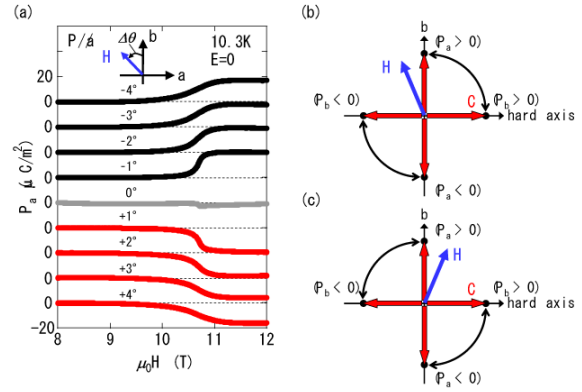 (a)
P/a
Δθ
b
H
a
10.3K
E=0
20
0
-4°
0
-3°
0
-2°
0
-1°
0
0°
0
+1°
0
+2°
0
+3°
0
+4°
-20
P_a (μ C/m²)
8 9 10 11 12
μ₀H (T)
(b)
b
(P_a > 0)
H
(P_b < 0)
C
(P_b > 0)
hard axis
(P_a < 0)
(c)
b
(P_a > 0)
H
(P_b < 0)
C
(P_b > 0)
hard axis
(P_a < 0)